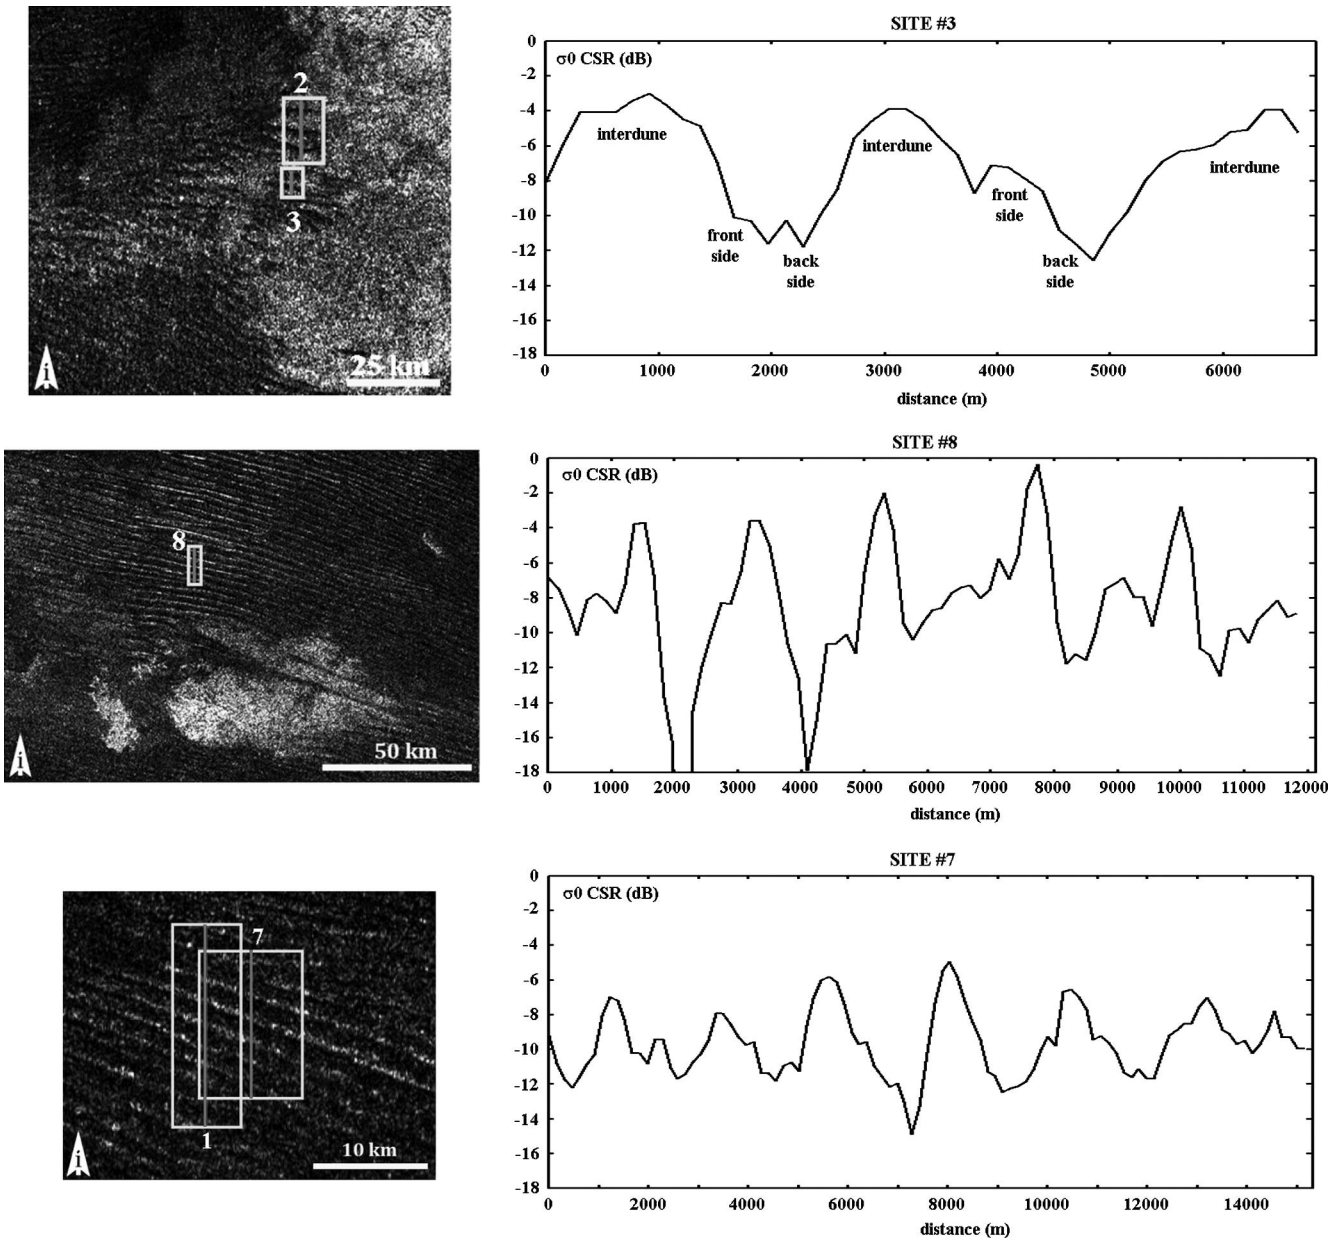 2
3
i
25 km
SITE #3
σ0 CSR (dB)
0
-2
-4
-6
-8
-10
-12
-14
-16
-18
interdune
interdune
interdune
front
side
back
side
front
side
back
side
0 1000 2000 3000 4000 5000 6000
distance (m)
8
i
50 km
SITE #8
σ0 CSR (dB)
0
-2
-4
-6
-8
-10
-12
-14
-16
-18
0 1000 2000 3000 4000 5000 6000 7000 8000 9000 10000 11000 12000
distance (m)
7
1
i
10 km
SITE #7
σ0 CSR (dB)
0
-2
-4
-6
-8
-10
-12
-14
-16
-18
0 2000 4000 6000 8000 10000 12000 14000
distance (m)